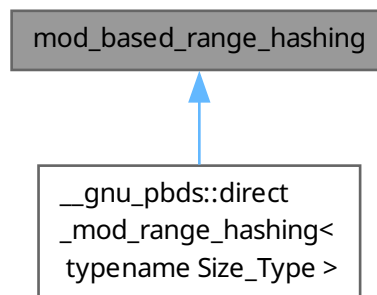 mod_based_range_hashing
__gnu_pbds::direct
_mod_range_hashing<
typename Size_Type >